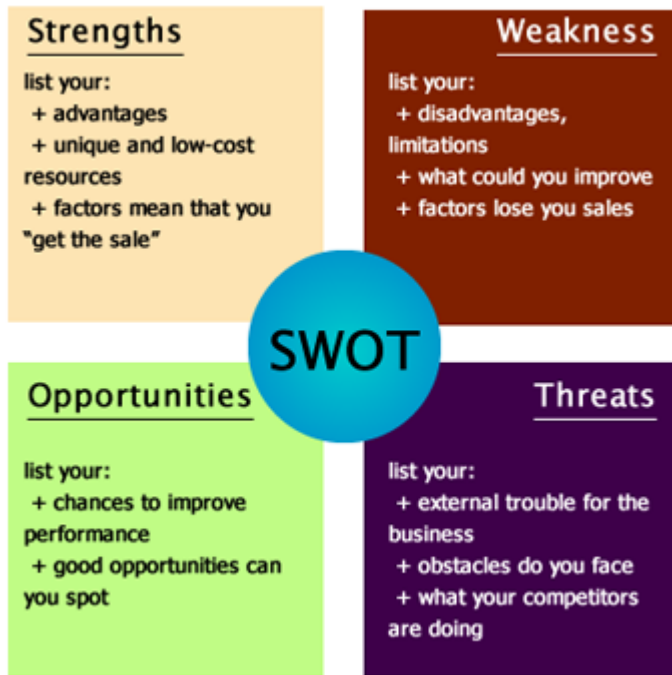 Strengths
list your:
+ advantages
+ unique and low-cost
resources
+ factors mean that you
“get the sale”
Weakness
list your:
+ disadvantages,
limitations
+ what could you improve
+ factors lose you sales
SWOT
Opportunities
list your:
+ chances to improve
performance
+ good opportunities can
you spot
Threats
list your:
+ external trouble for the
business
+ obstacles do you face
+ what your competitors
are doing